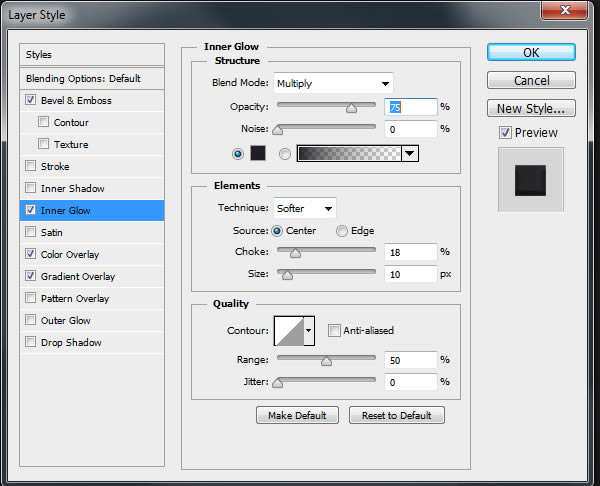 Layer Style
Styles
Blending Options: Default
Bevel & Emboss
Contour
Texture
Stroke
Inner Shadow
Inner Glow
Satin
Color Overlay
Gradient Overlay
Pattern Overlay
Outer Glow
Drop Shadow
Inner Glow
Structure
Blend Mode: Multiply
Opacity: 75 %
Noise: 0 %
Elements
Technique: Softer
Source: Center Edge
Choke: 18 %
Size: 10 px
Quality
Contour: Anti-aliased
Range: 50 %
Jitter: 0 %
Make Default Reset to Default
OK
Cancel
New Style...
Preview